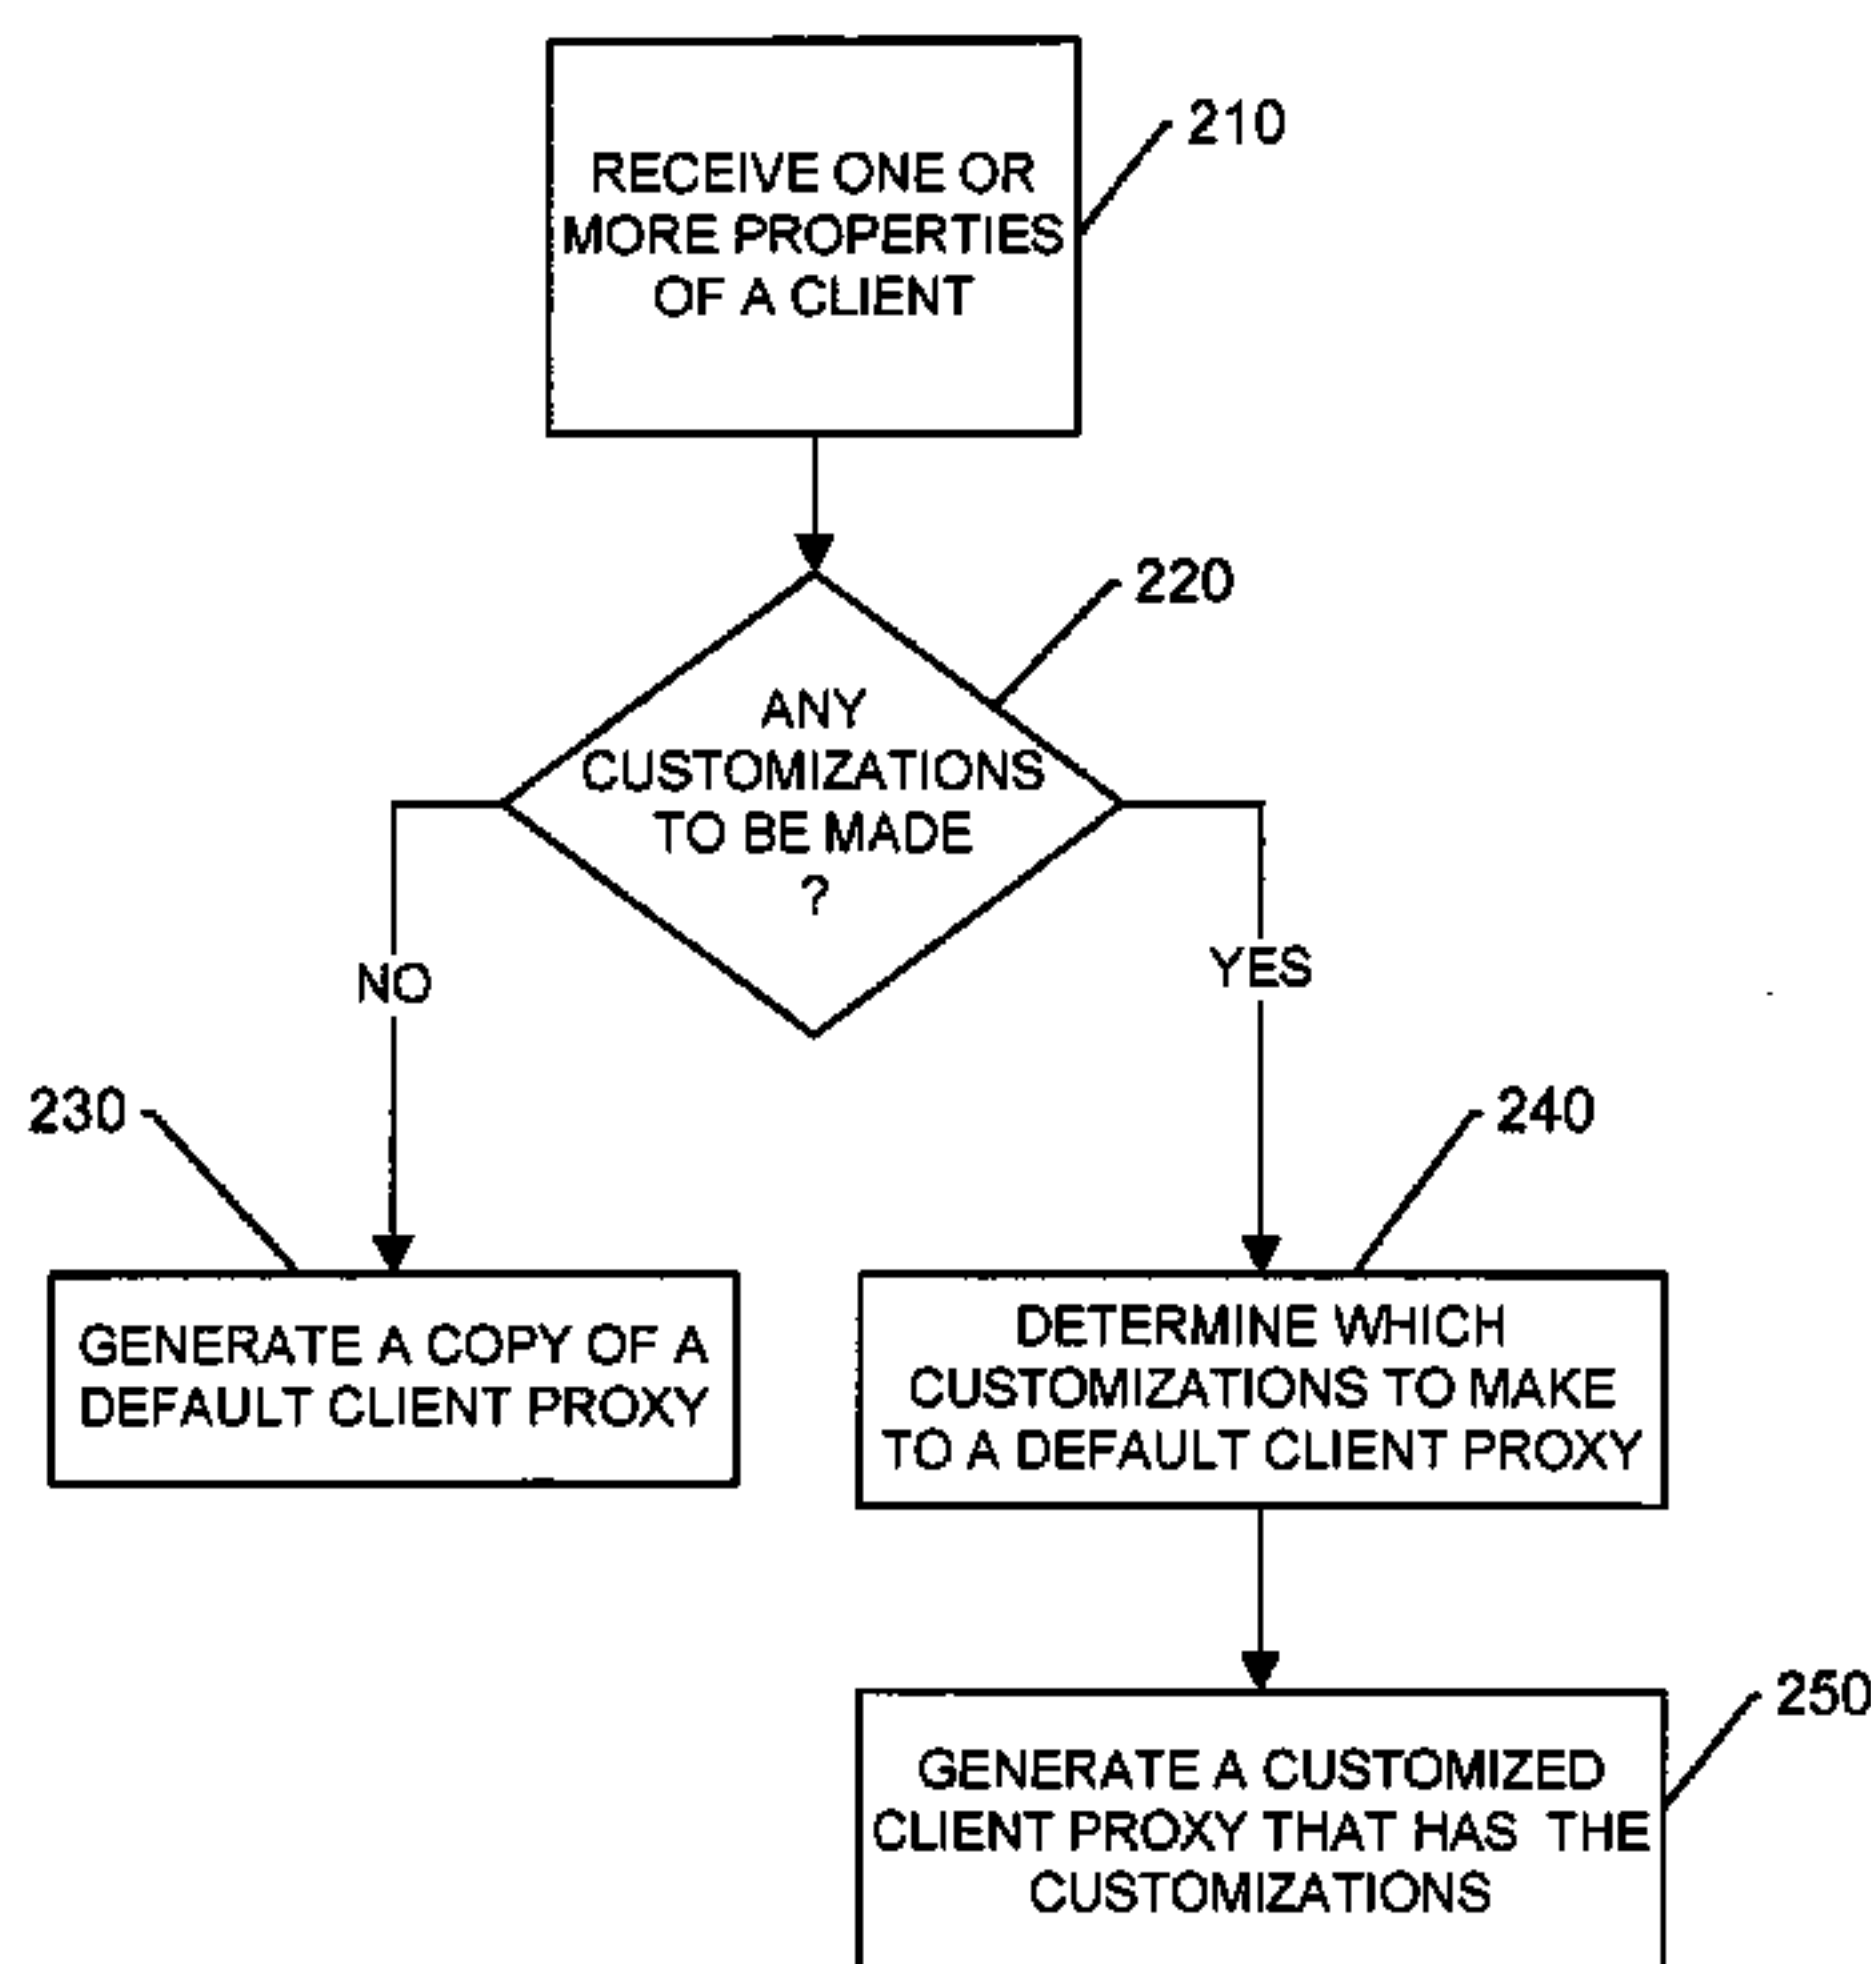 210
RECEIVE ONE OR
MORE PROPERTIES
OF A CLIENT
220
ANY
CUSTOMIZATIONS
TO BE MADE
?
NO
YES
230
240
GENERATE A COPY OF A
DEFAULT CLIENT PROXY
DETERMINE WHICH
CUSTOMIZATIONS TO MAKE
TO A DEFAULT CLIENT PROXY
250
GENERATE A CUSTOMIZED
CLIENT PROXY THAT HAS THE
CUSTOMIZATIONS